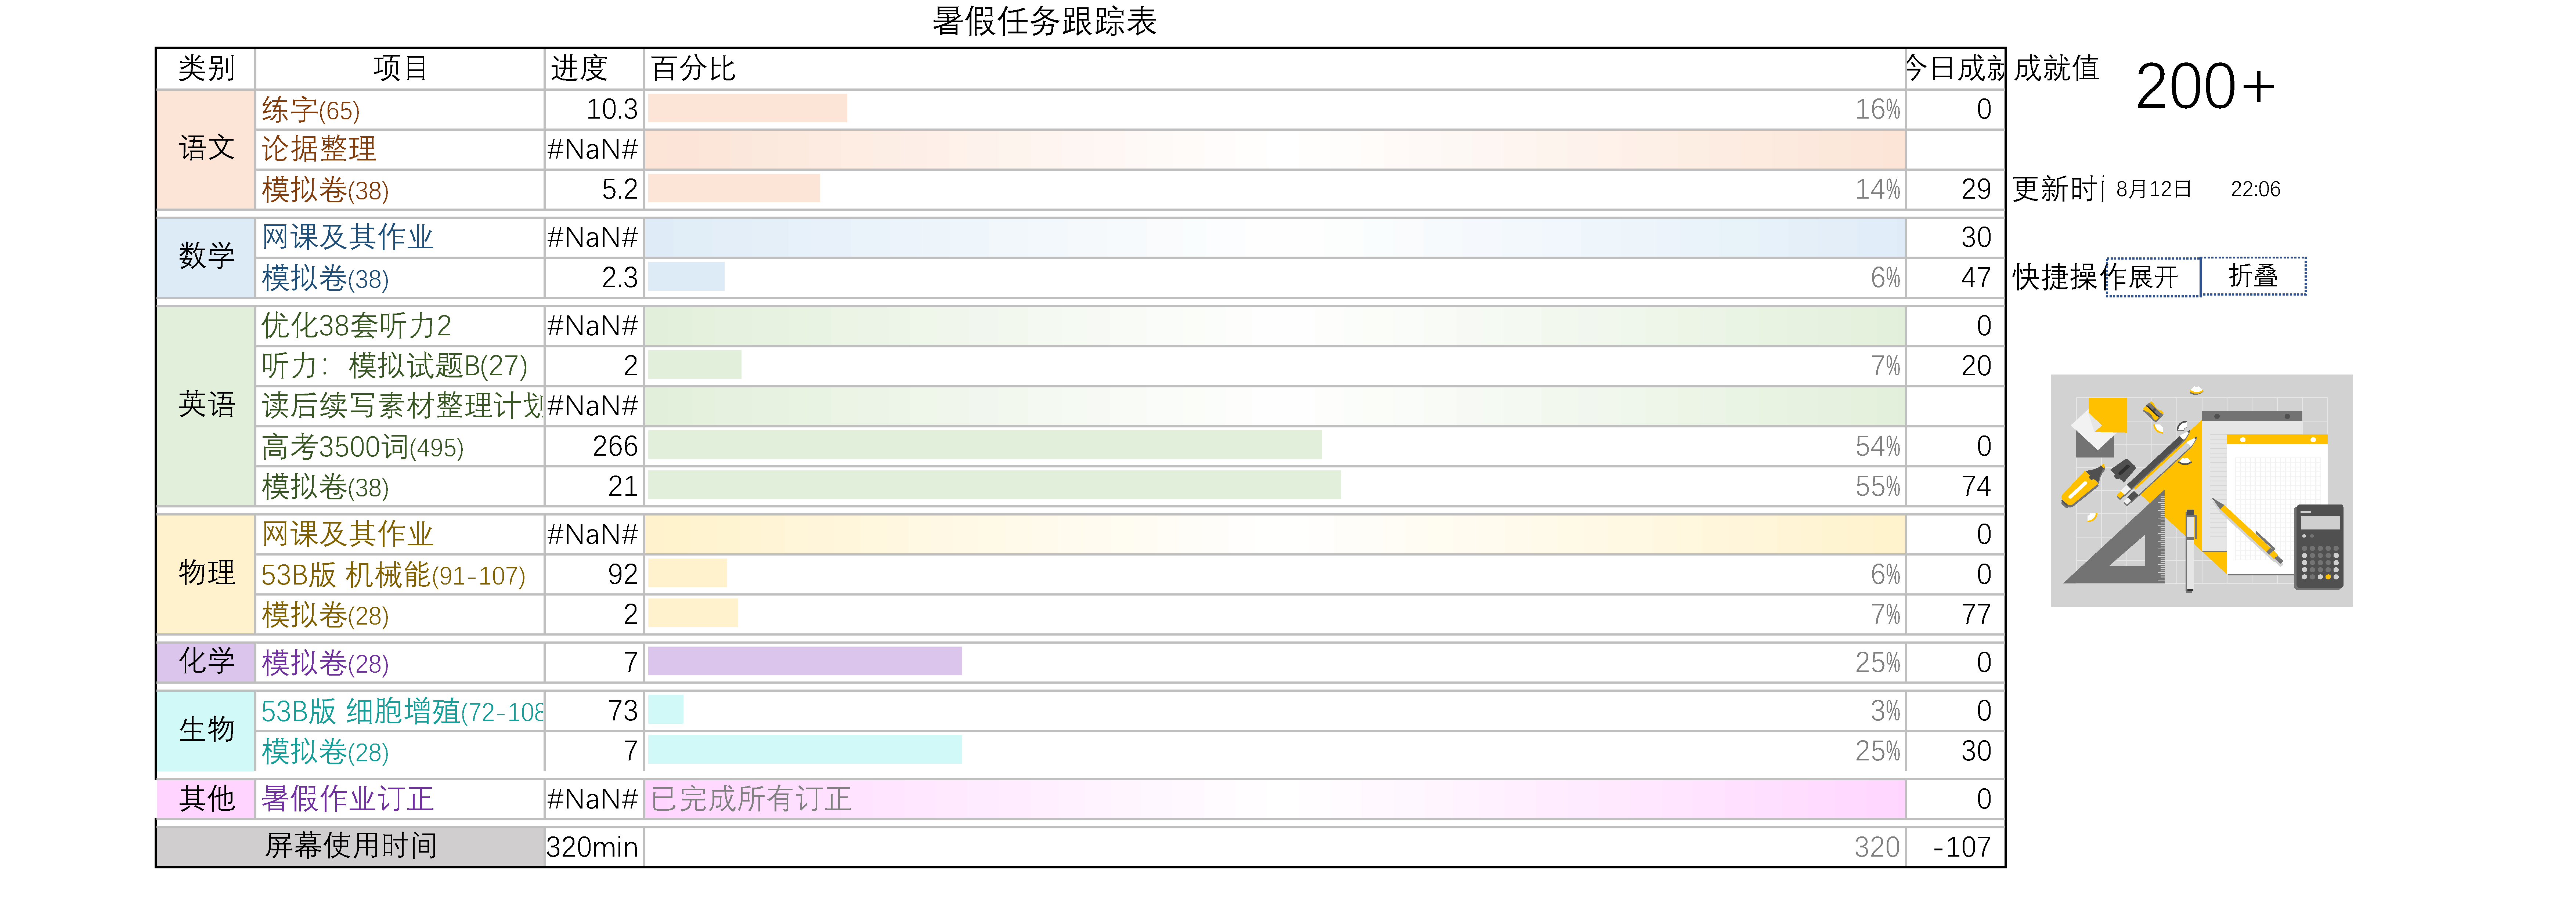 暑假任务跟踪表
类别 项目 进度 百分比 今日成就 成就值 200+
语文 练字(65) 10.3 16% 0
论据整理 #NaN#
模拟卷(38) 5.2 14% 29 更新时间 8月12日 22:06
数学 网课及其作业 #NaN# 30
模拟卷(38) 2.3 6% 47 快捷操作 展开 折叠
英语 优化38套听力2 #NaN# 0
听力：模拟试题B(27) 2 7% 20
读后续写素材整理计划 #NaN#
高考3500词(495) 266 54% 0
模拟卷(38) 21 55% 74
物理 网课及其作业 #NaN# 0
53B版 机械能(91-107) 92 6% 0
模拟卷(28) 2 7% 77
化学 模拟卷(28) 7 25% 0
生物 53B版 细胞增殖(72-108 73 3% 0
模拟卷(28) 7 25% 30
其他 暑假作业订正 #NaN# 已完成所有订正 0
屏幕使用时间 320min 320 -107